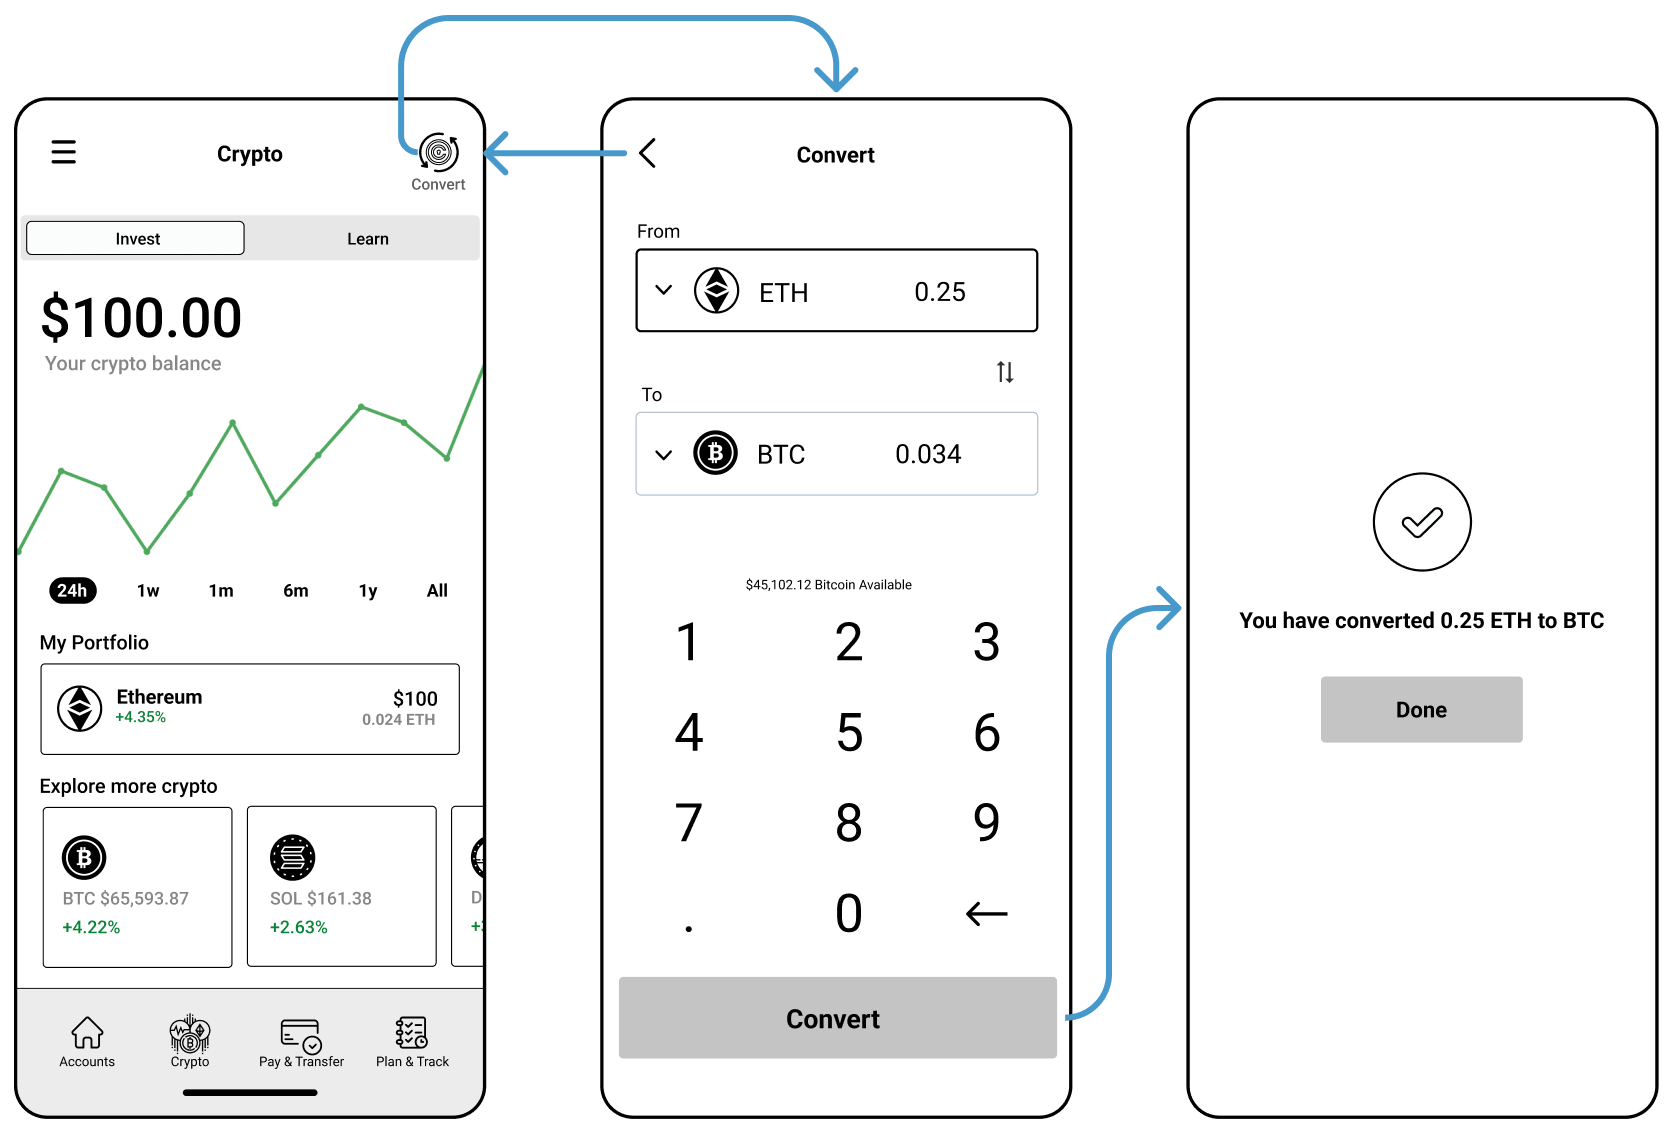 Crypto
Convert
Invest
Learn
$100.00
Your crypto balance
24h
1w
1m
6m
1y
All
My Portfolio
Ethereum
$100
+4.35%
0.024 ETH
Explore more crypto
BTC $65,593.87
+4.22%
SOL $161.38
+2.63%
D
+
Accounts
Crypto
Pay & Transfer
Plan & Track
Convert
From
ETH
0.25
To
BTC
0.034
$45,102.12 Bitcoin Available
1 2 3
4 5 6
7 8 9
. 0
Convert
You have converted 0.25 ETH to BTC
Done